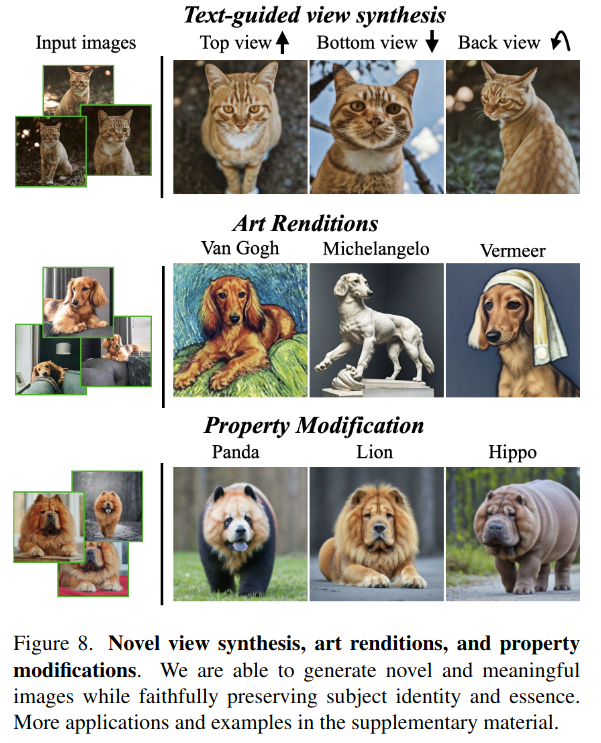 Text-guided view synthesis
Input images
Top view
Bottom view
Back view
Art Renditions
Van Gogh
Michelangelo
Vermeer
Property Modification
Panda
Lion
Hippo
Figure 8. Novel view synthesis, art renditions, and property
modifications. We are able to generate novel and meaningful
images while faithfully preserving subject identity and essence.
More applications and examples in the supplementary material.